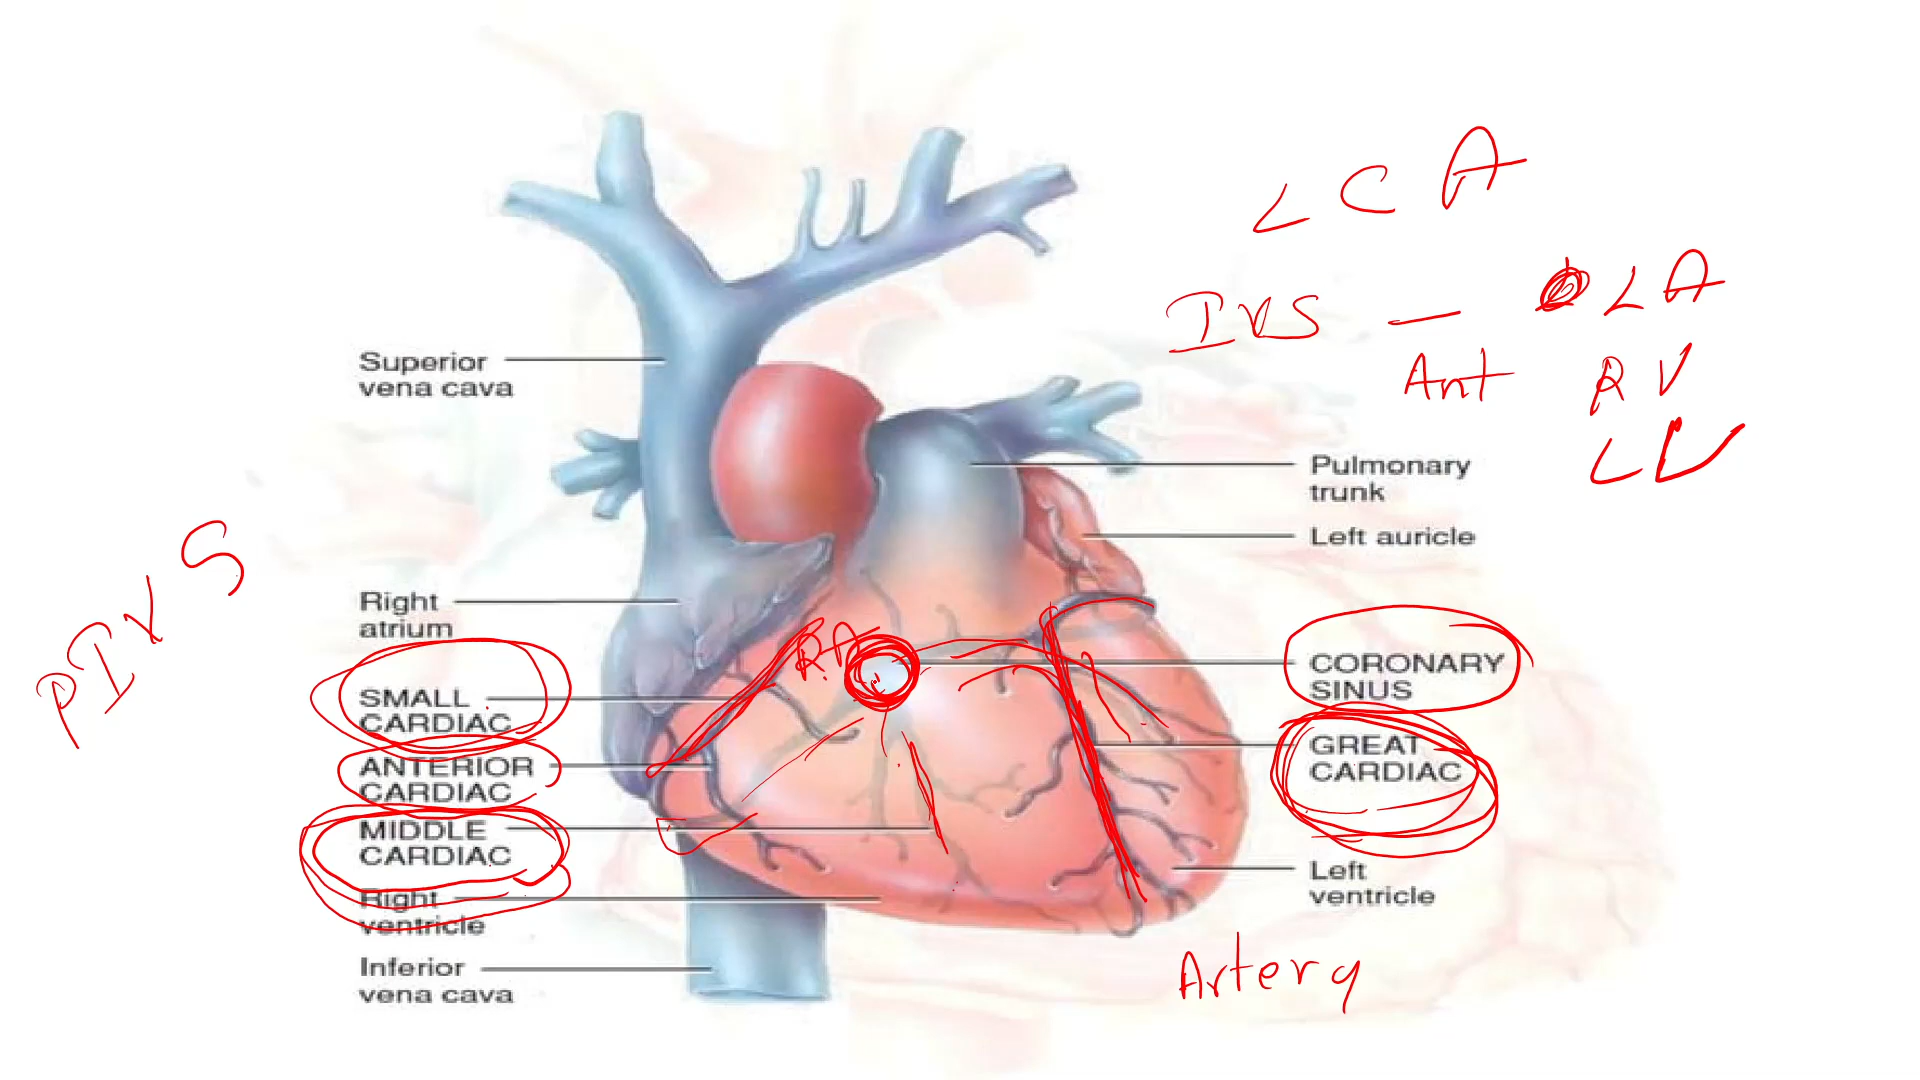 L C A
IVS — LA
Ant RV
LV
Superior
vena cava
Pulmonary
trunk
Left auricle
PIVS
Right
atrium
RA
SMALL
CARDIAC
CORONARY
SINUS
ANTERIOR
CARDIAC
GREAT
CARDIAC
MIDDLE
CARDIAC
Right
ventricle
Left
ventricle
Inferior
vena cava
Artery